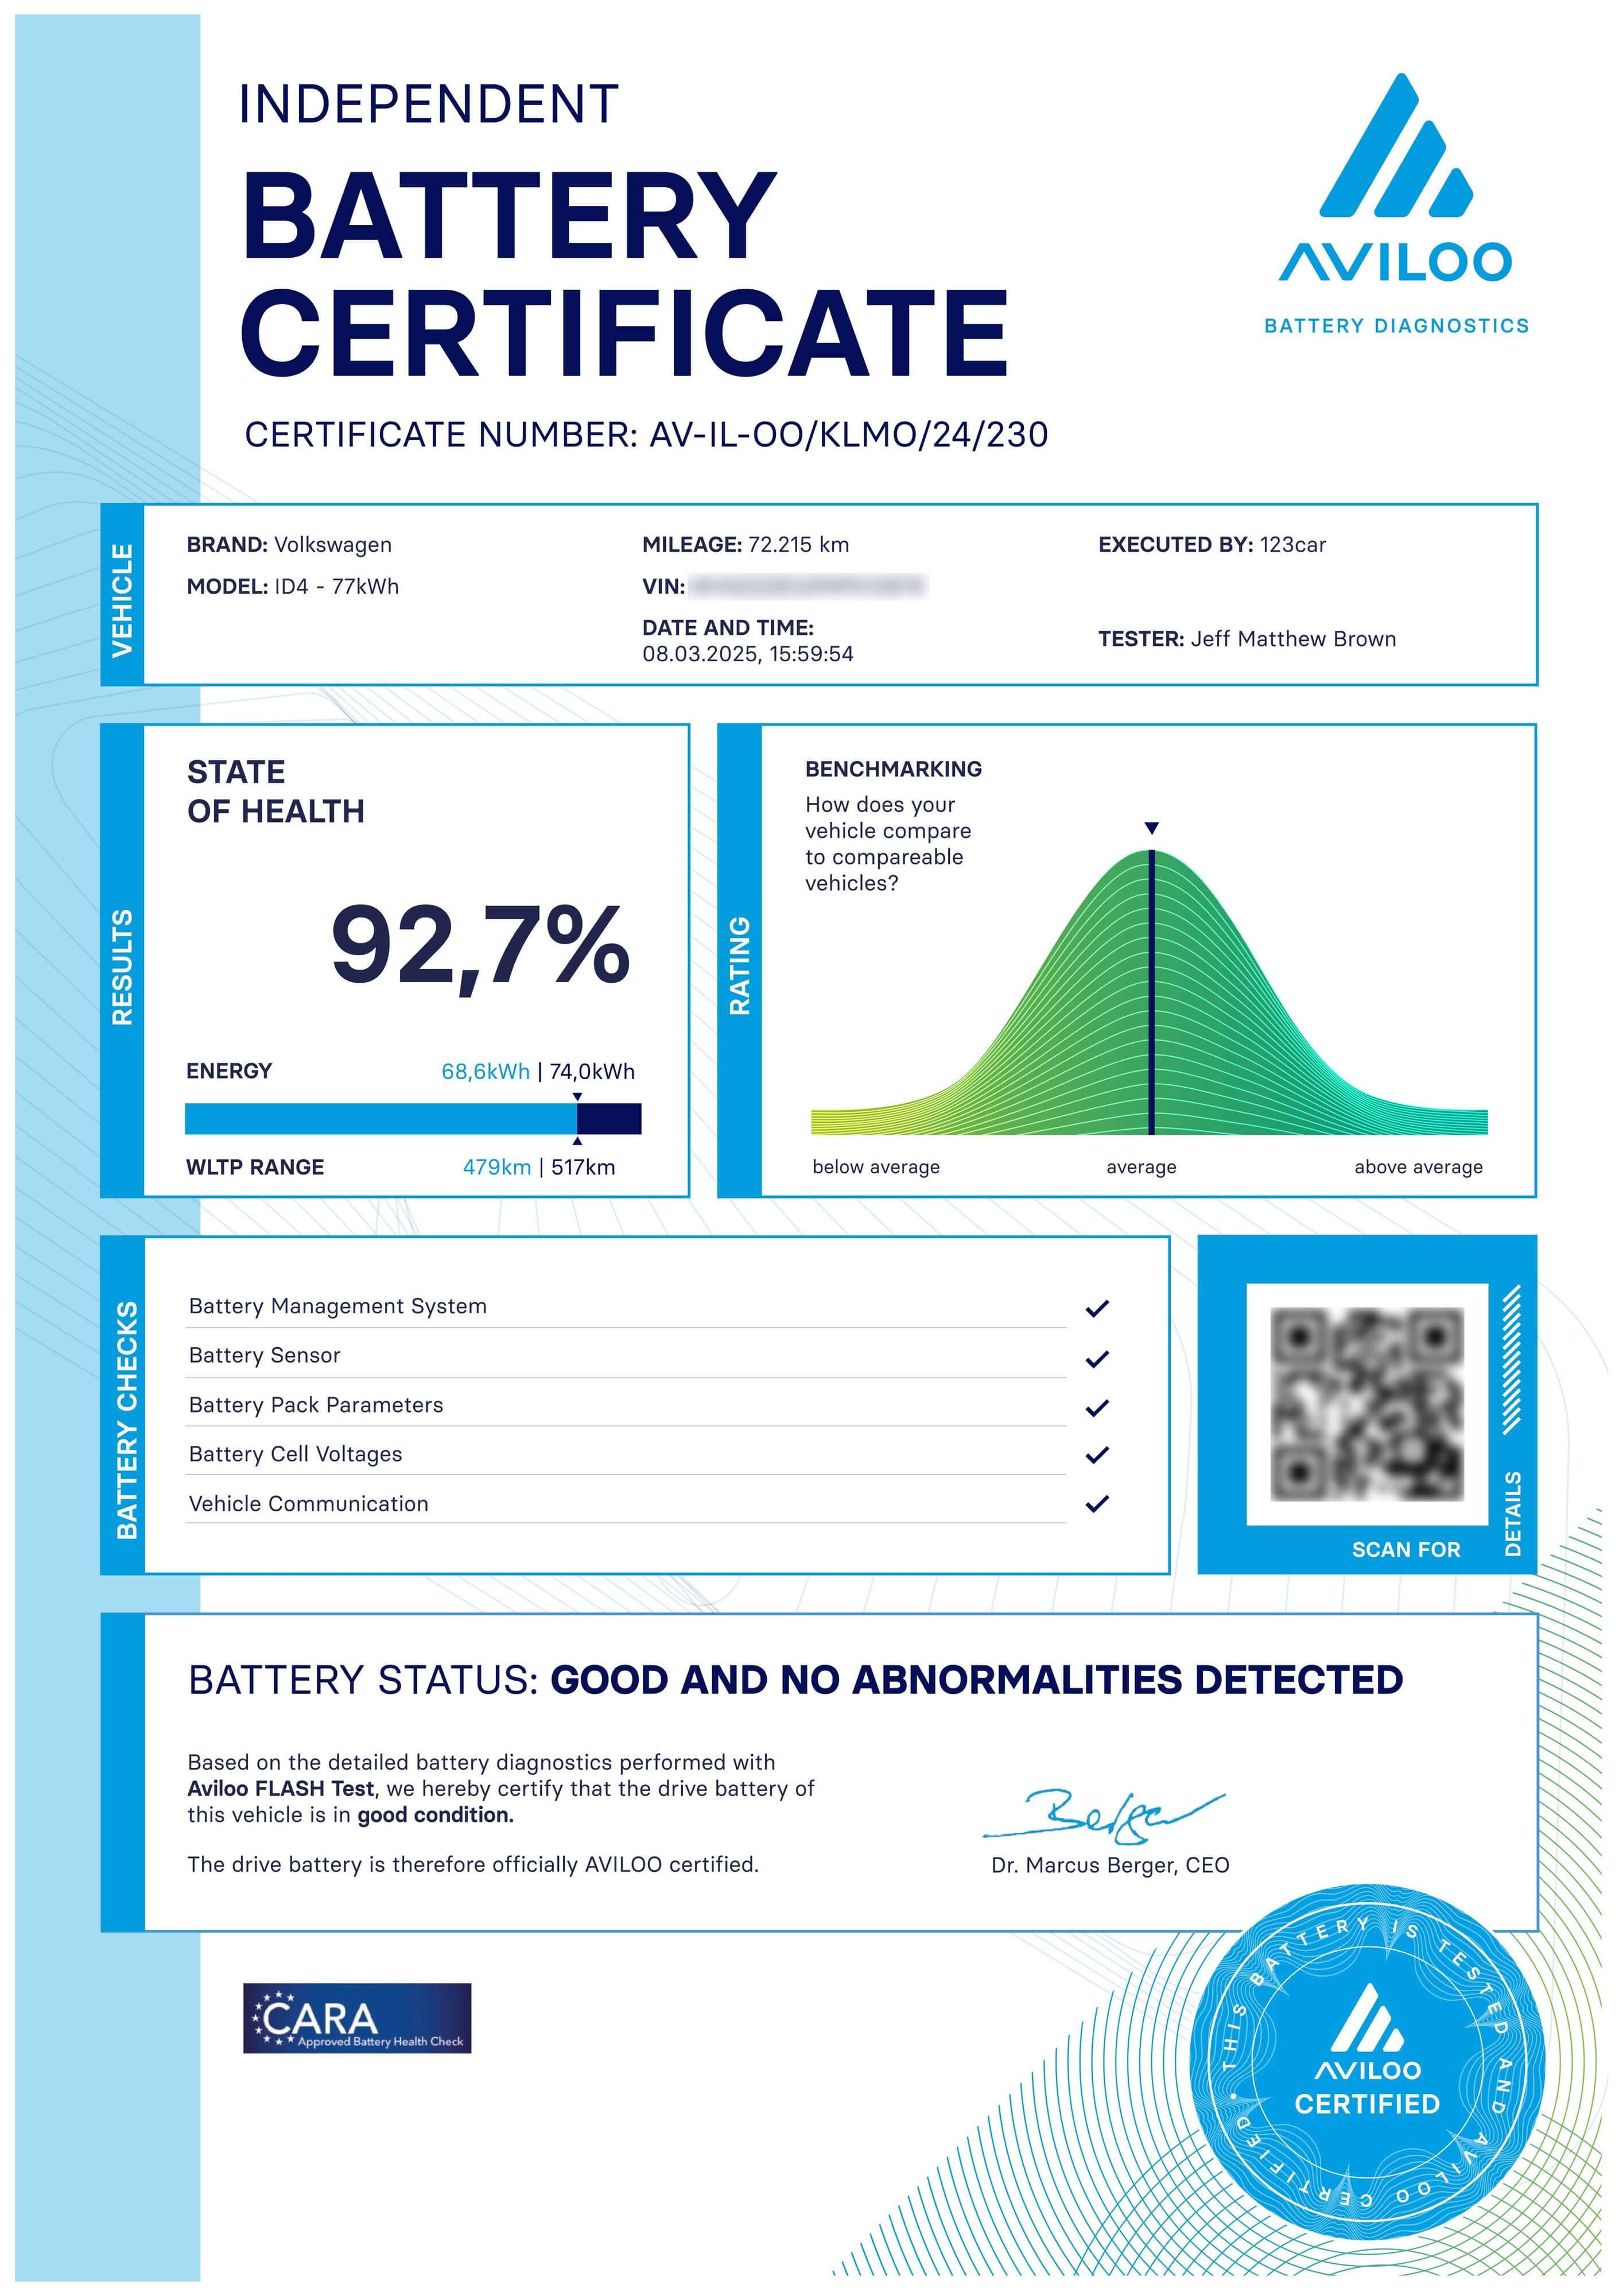 INDEPENDENT
BATTERY
CERTIFICATE
CERTIFICATE NUMBER: AV-IL-OO/KLMO/24/230
AVILOO
BATTERY DIAGNOSTICS
VEHICLE
BRAND: Volkswagen
MODEL: ID4 - 77kWh
MILEAGE: 72.215 km
VIN:
DATE AND TIME:
08.03.2025, 15:59:54
EXECUTED BY: 123car
TESTER: Jeff Matthew Brown
RESULTS
STATE
OF HEALTH
92,7%
ENERGY 68,6kWh | 74,0kWh
WLTP RANGE 479km | 517km
RATING
BENCHMARKING
How does your
vehicle compare
to compareable
vehicles?
below average average above average
BATTERY CHECKS
Battery Management System
Battery Sensor
Battery Pack Parameters
Battery Cell Voltages
Vehicle Communication
SCAN FOR
DETAILS
BATTERY STATUS: GOOD AND NO ABNORMALITIES DETECTED
Based on the detailed battery diagnostics performed with
Aviloo FLASH Test, we hereby certify that the drive battery of
this vehicle is in good condition.
The drive battery is therefore officially AVILOO certified.
Berger
Dr. Marcus Berger, CEO
CARA
Approved Battery Health Check
THIS BATTERY IS TESTED AND AVILOO CERTIFIED •
AVILOO
CERTIFIED